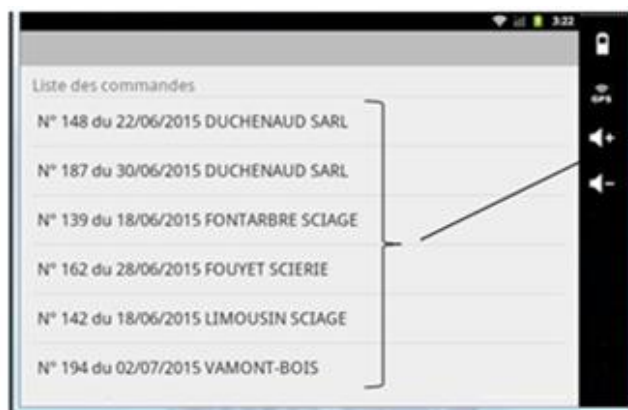 3:22
Liste des commandes
N° 148 du 22/06/2015 DUCHENAUD SARL
N° 187 du 30/06/2015 DUCHENAUD SARL
N° 139 du 18/06/2015 FONTARBRE SCIAGE
N° 162 du 28/06/2015 FOUYET SCIERIE
N° 142 du 18/06/2015 LIMOUSIN SCIAGE
N° 194 du 02/07/2015 VAMONT-BOIS
GPS